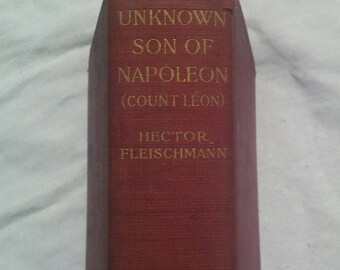 UNKNOWN
SON OF
NAPOLEON
(COUNT LÉON)
HECTOR
FLEISCHMANN